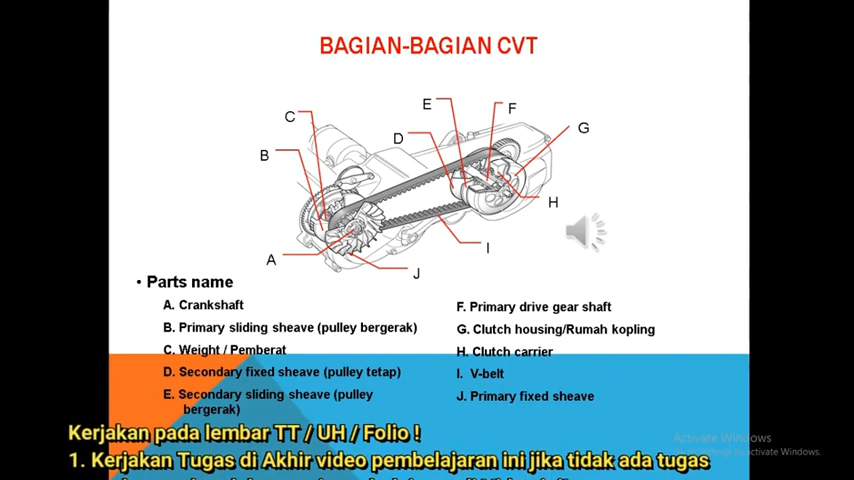 BAGIAN-BAGIAN CVT
E
F
C
D
G
B
H
I
A
J
• Parts name
A. Crankshaft
B. Primary sliding sheave (pulley bergerak)
C. Weight / Pemberat
D. Secondary fixed sheave (pulley tetap)
E. Secondary sliding sheave (pulley
bergerak)
F. Primary drive gear shaft
G. Clutch housing/Rumah kopling
H. Clutch carrier
I. V-belt
J. Primary fixed sheave
Activate Windows
to activate Windows.
Kerjakan pada lembar TT / UH / Folio !
1. Kerjakan Tugas di Akhir video pembelajaran ini jika tidak ada tugas